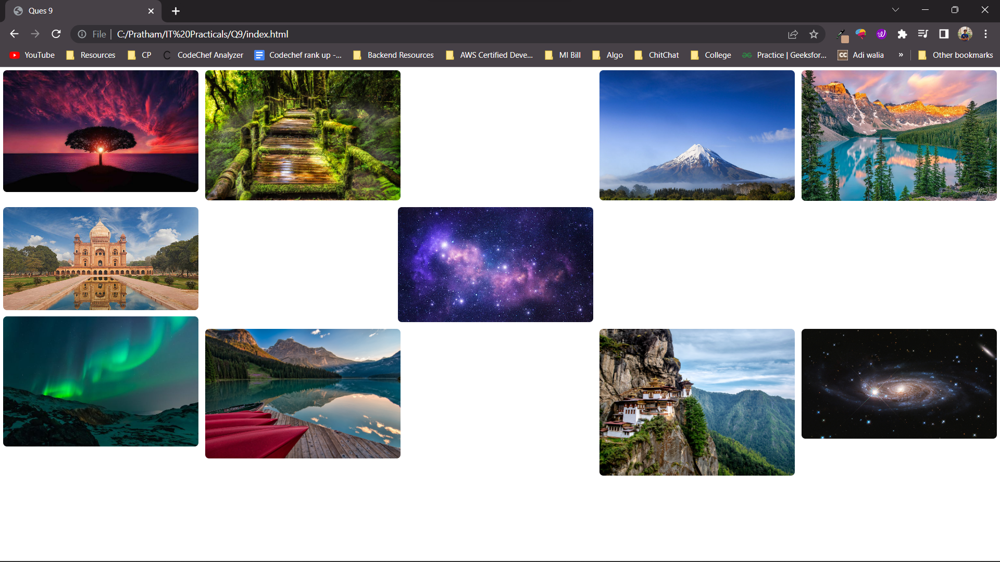 Ques 9
File | C:/Pratham/IT%20Practicals/Q9/index.html
YouTube Resources CP CodeChef Analyzer Codechef rank up -... Backend Resources AWS Certified Deve... MI Bill Algo ChitChat College Practice | Geeksfor... CC Adi walia » Other bookmarks